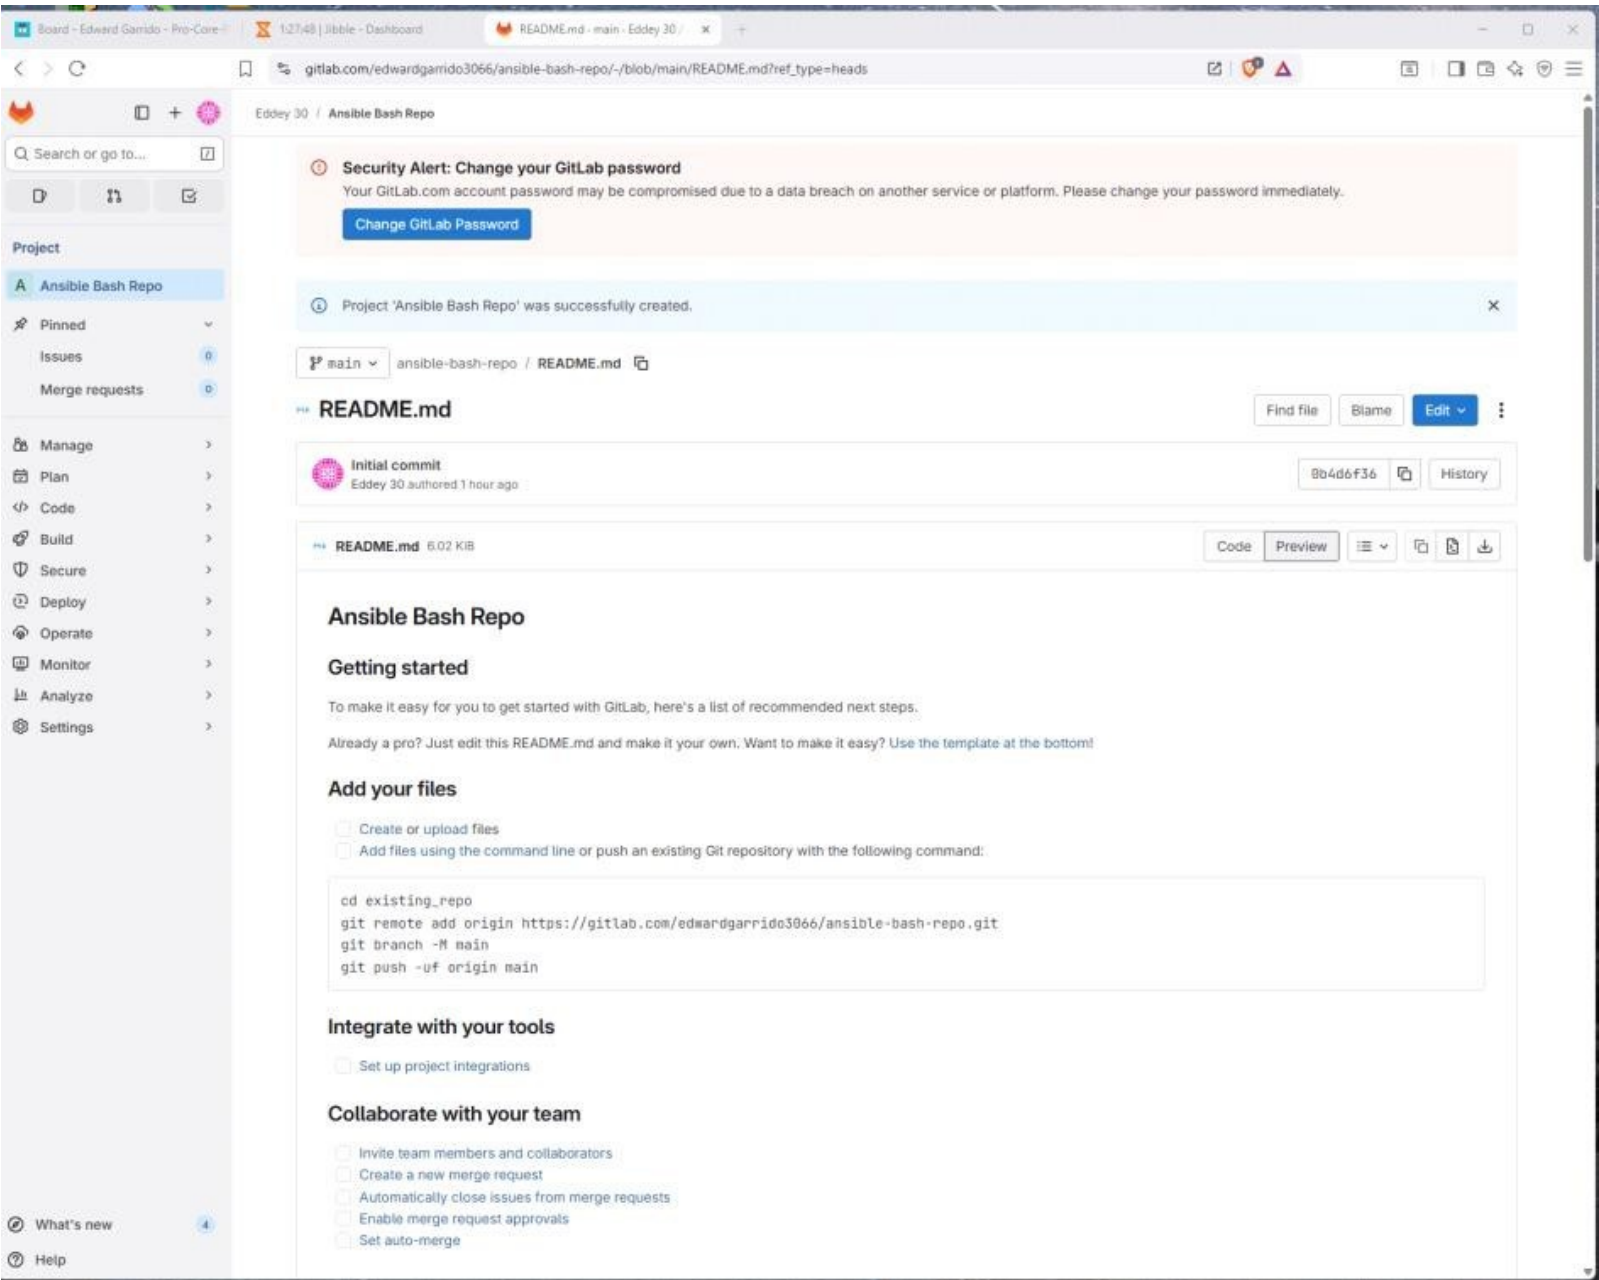 Board - Edward Garrido - Pro-Core-
1:27:48 | Jibble - Dashboard
README.md · main · Eddey 30 /
gitlab.com/edwardgarrido3066/ansible-bash-repo/-/blob/main/README.md?ref_type=heads
Eddey 30 / Ansible Bash Repo
Search or go to...
Project
A Ansible Bash Repo
Pinned
Issues 0
Merge requests 0
Manage
Plan
Code
Build
Secure
Deploy
Operate
Monitor
Analyze
Settings
What's new 4
Help
Security Alert: Change your GitLab password
Your GitLab.com account password may be compromised due to a data breach on another service or platform. Please change your password immediately.
Change GitLab Password
Project 'Ansible Bash Repo' was successfully created.
main ansible-bash-repo / README.md
README.md
Find file Blame Edit
Initial commit
Eddey 30 authored 1 hour ago
0b4d6f36 History
README.md 6.02 KiB
Code Preview
Ansible Bash Repo
Getting started
To make it easy for you to get started with GitLab, here's a list of recommended next steps.
Already a pro? Just edit this README.md and make it your own. Want to make it easy? Use the template at the bottom!
Add your files
Create or upload files
Add files using the command line or push an existing Git repository with the following command:
cd existing_repo
git remote add origin https://gitlab.com/edwardgarrido3066/ansible-bash-repo.git
git branch -M main
git push -uf origin main
Integrate with your tools
Set up project integrations
Collaborate with your team
Invite team members and collaborators
Create a new merge request
Automatically close issues from merge requests
Enable merge request approvals
Set auto-merge